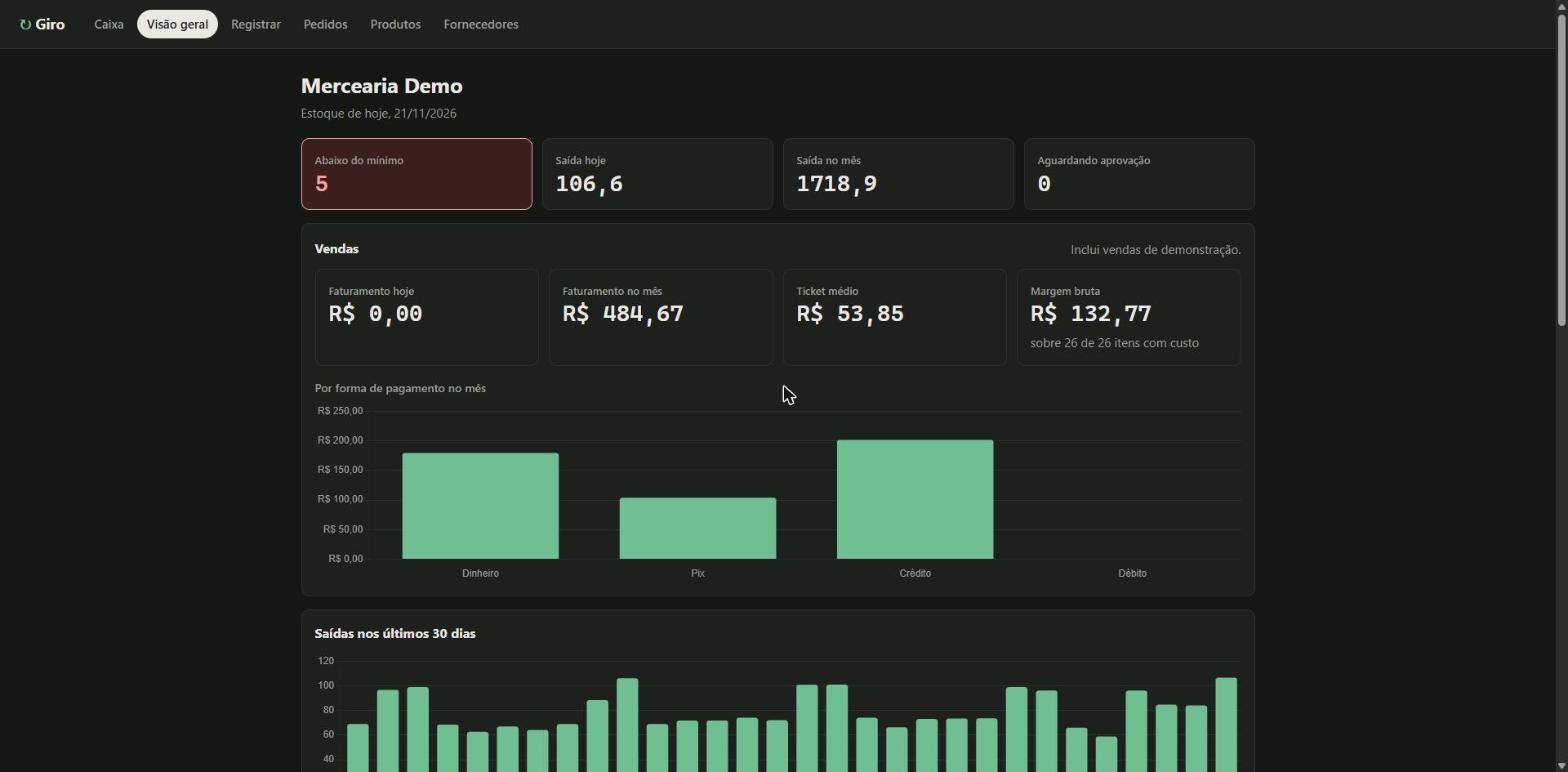 Giro Caixa Visão geral Registrar Pedidos Produtos Fornecedores
Mercearia Demo
Estoque de hoje, 21/11/2026
Abaixo do mínimo
5
Saída hoje
106,6
Saída no mês
1718,9
Aguardando aprovação
0
Vendas
Inclui vendas de demonstração.
Faturamento hoje
R$ 0,00
Faturamento no mês
R$ 484,67
Ticket médio
R$ 53,85
Margem bruta
R$ 132,77
sobre 26 de 26 itens com custo
Por forma de pagamento no mês
R$ 250,00
R$ 200,00
R$ 150,00
R$ 100,00
R$ 50,00
R$ 0,00
Dinheiro Pix Crédito Débito
Saídas nos últimos 30 dias
120
100
80
60
40